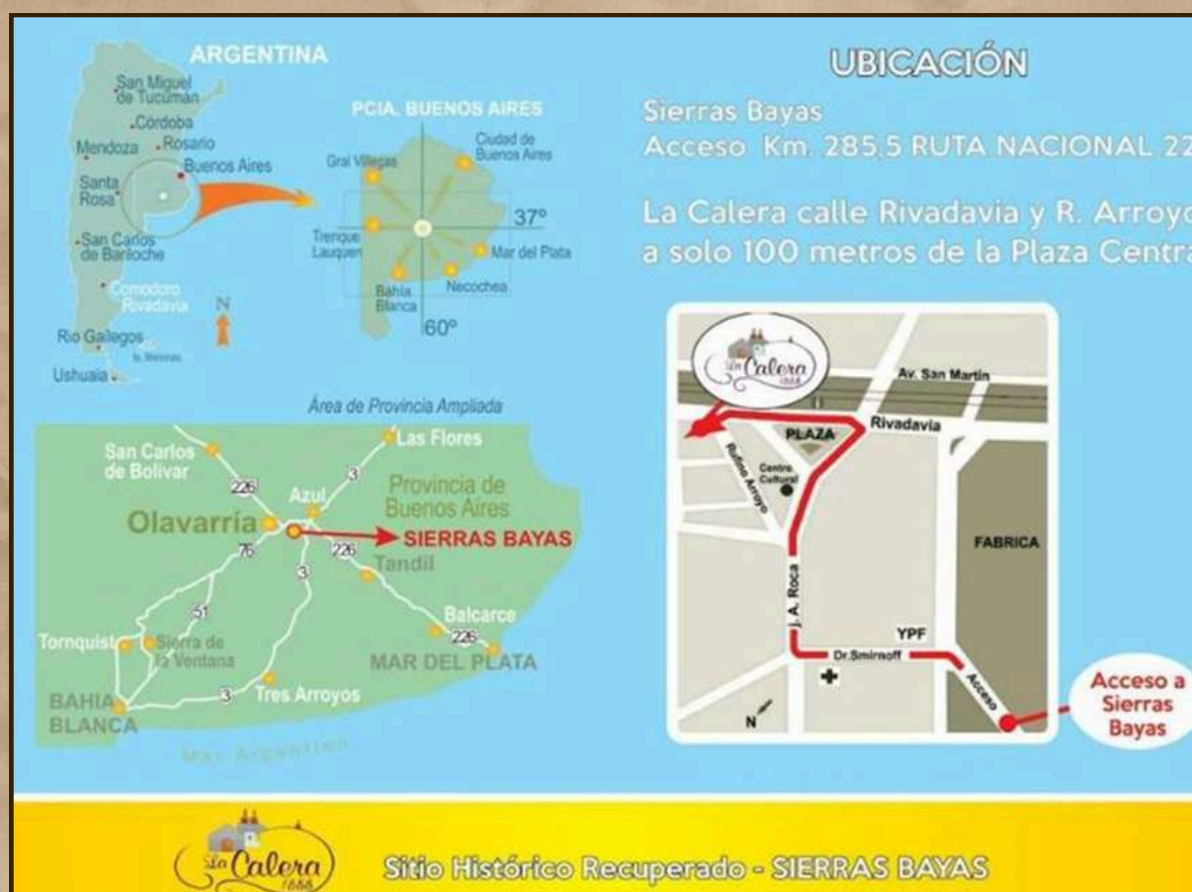 ARGENTINA
San Miguel
de Tucumán
Córdoba
Mendoza
Rosario
Buenos Aires
Santa
Rosa
San Carlos
de Bariloche
Comodoro
Rivadavia
N
Rio Gallegos
Is. Malvinas
Ushuaia
PCIA. BUENOS AIRES
Gral Villegas
Ciudad de
Buenos Aires
37º
Trenque
Lauquen
Mar del Plata
Necochea
Bahía
Blanca
60º
UBICACIÓN
Sierras Bayas
Acceso Km. 285,5 RUTA NACIONAL 22
La Calera calle Rivadavia y R. Arroyo
a solo 100 metros de la Plaza Centra
Área de Provincia Ampliada
San Carlos
de Bolivar
Las Flores
226
3
Azul
Provincia de
Buenos Aires
Olavarría
SIERRAS BAYAS
76
226
Tandil
3
51
Balcarce
226
Tornquist
Sierra de
la Ventana
MAR DEL PLATA
Tres Arroyos
3
BAHIA
BLANCA
Mar Argentino
La Calera
1888
Av. San Martín
Rivadavia
PLAZA
Rufino Arroyo
Centro
Cultural
FABRICA
j. A. Roca
YPF
Dr.Smirnoff
Acceso
N
Acceso a
Sierras
Bayas
La Calera
1888
Sitio Histórico Recuperado - SIERRAS BAYAS